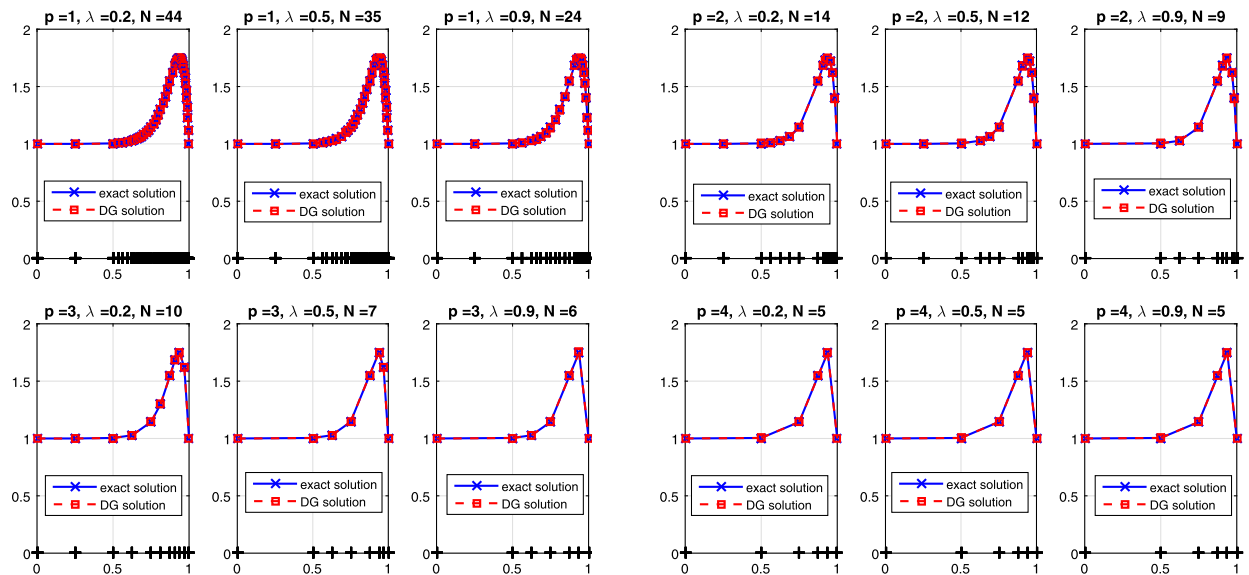 p =1, λ =0.2, N =44
p =1, λ =0.5, N =35
p =1, λ =0.9, N =24
p =2, λ =0.2, N =14
p =2, λ =0.5, N =12
p =2, λ =0.9, N =9
2
1.5
1
0.5
0
0
0.5
1
exact solution
DG solution
2
1.5
1
0.5
0
0
0.5
1
exact solution
DG solution
2
1.5
1
0.5
0
0
0.5
1
exact solution
DG solution
2
1.5
1
0.5
0
0
0.5
1
exact solution
DG solution
2
1.5
1
0.5
0
0
0.5
1
exact solution
DG solution
2
1.5
1
0.5
0
0
0.5
1
exact solution
DG solution
p =3, λ =0.2, N =10
p =3, λ =0.5, N =7
p =3, λ =0.9, N =6
p =4, λ =0.2, N =5
p =4, λ =0.5, N =5
p =4, λ =0.9, N =5
2
1.5
1
0.5
0
0
0.5
1
exact solution
DG solution
2
1.5
1
0.5
0
0
0.5
1
exact solution
DG solution
2
1.5
1
0.5
0
0
0.5
1
exact solution
DG solution
2
1.5
1
0.5
0
0
0.5
1
exact solution
DG solution
2
1.5
1
0.5
0
0
0.5
1
exact solution
DG solution
2
1.5
1
0.5
0
0
0.5
1
exact solution
DG solution